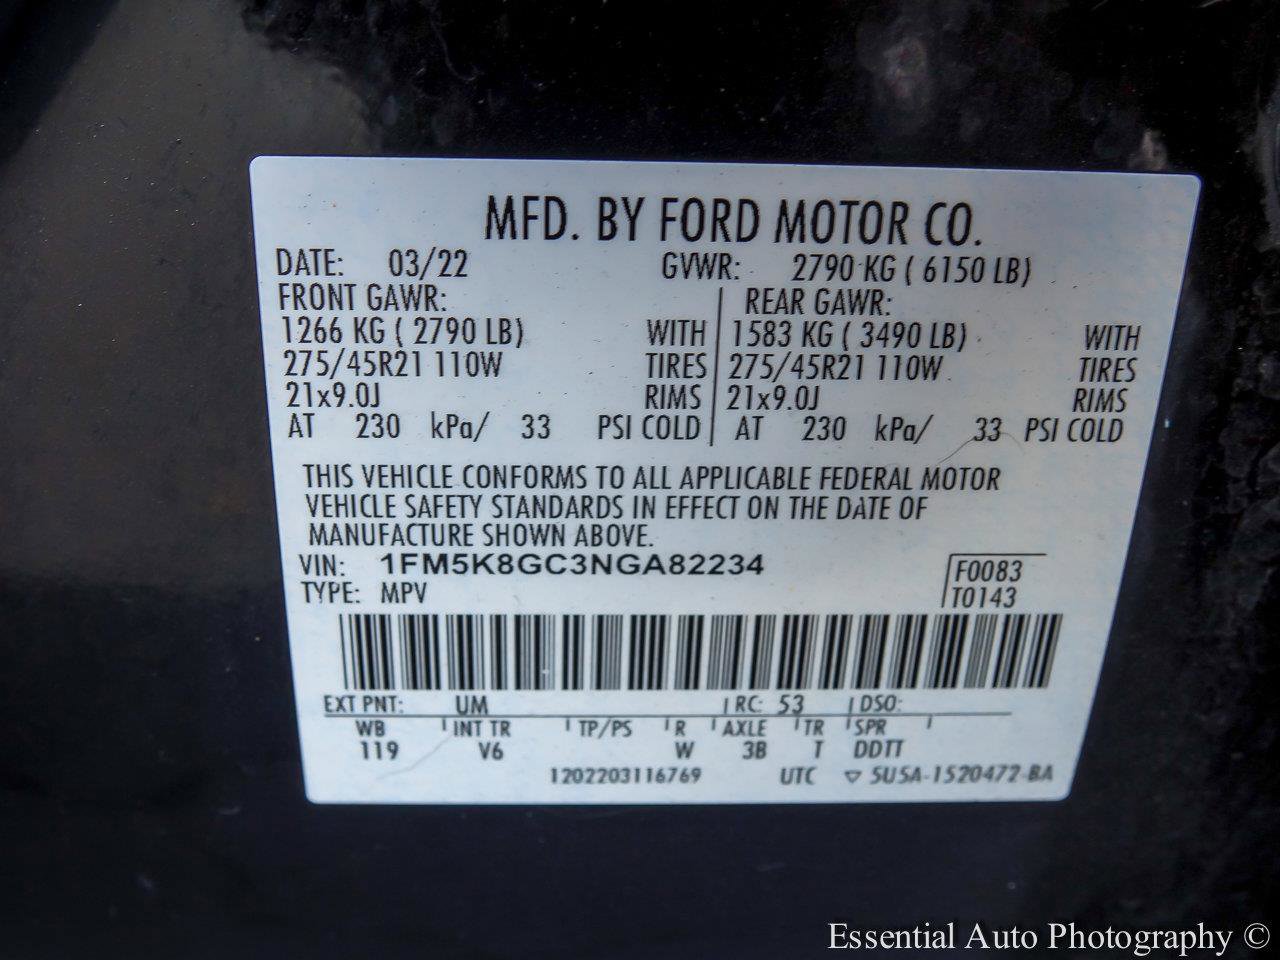 MFD. BY FORD MOTOR CO.
DATE: 03/22 GVWR: 2790 KG ( 6150 LB)
FRONT GAWR: REAR GAWR:
1266 KG ( 2790 LB) WITH 1583 KG ( 3490 LB) WITH
275/45R21 110W TIRES 275/45R21 110W TIRES
21x9.0J RIMS 21x9.0J RIMS
AT 230 kPa/ 33 PSI COLD AT 230 kPa/ 33 PSI COLD
THIS VEHICLE CONFORMS TO ALL APPLICABLE FEDERAL MOTOR
VEHICLE SAFETY STANDARDS IN EFFECT ON THE DATE OF
MANUFACTURE SHOWN ABOVE.
VIN: 1FM5K8GC3NGA82234 F0083
TYPE: MPV T0143
EXT PNT: UM RC: 53 DSO:
WB INT TR TP/PS R AXLE TR SPR
119 V6 W 3B T DDTT
1202203116769 UTC ▽ 5U5A-1520472-BA
Essential Auto Photography ©